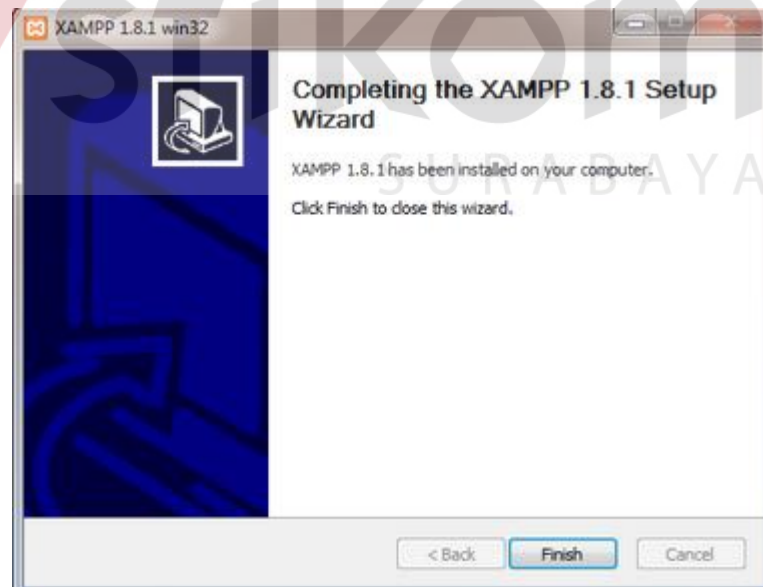 XAMPP 1.8.1 win32
stikom
SURABAYA
Completing the XAMPP 1.8.1 Setup
Wizard
XAMPP 1.8.1 has been installed on your computer.
Click Finish to close this wizard.
< Back
Finish
Cancel